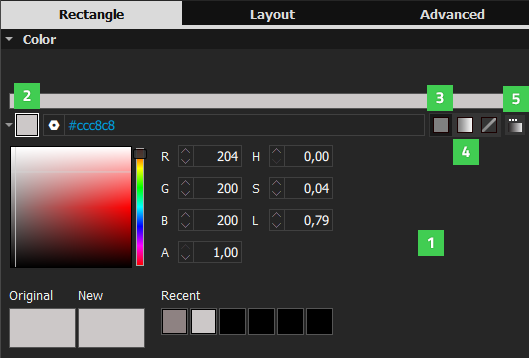 Rectangle Layout Advanced
Color
2 3 5
#ccc8c8
4
R 204 H 0,00
G 200 S 0,04
B 200 L 0,79
1
A 1,00
Original New Recent